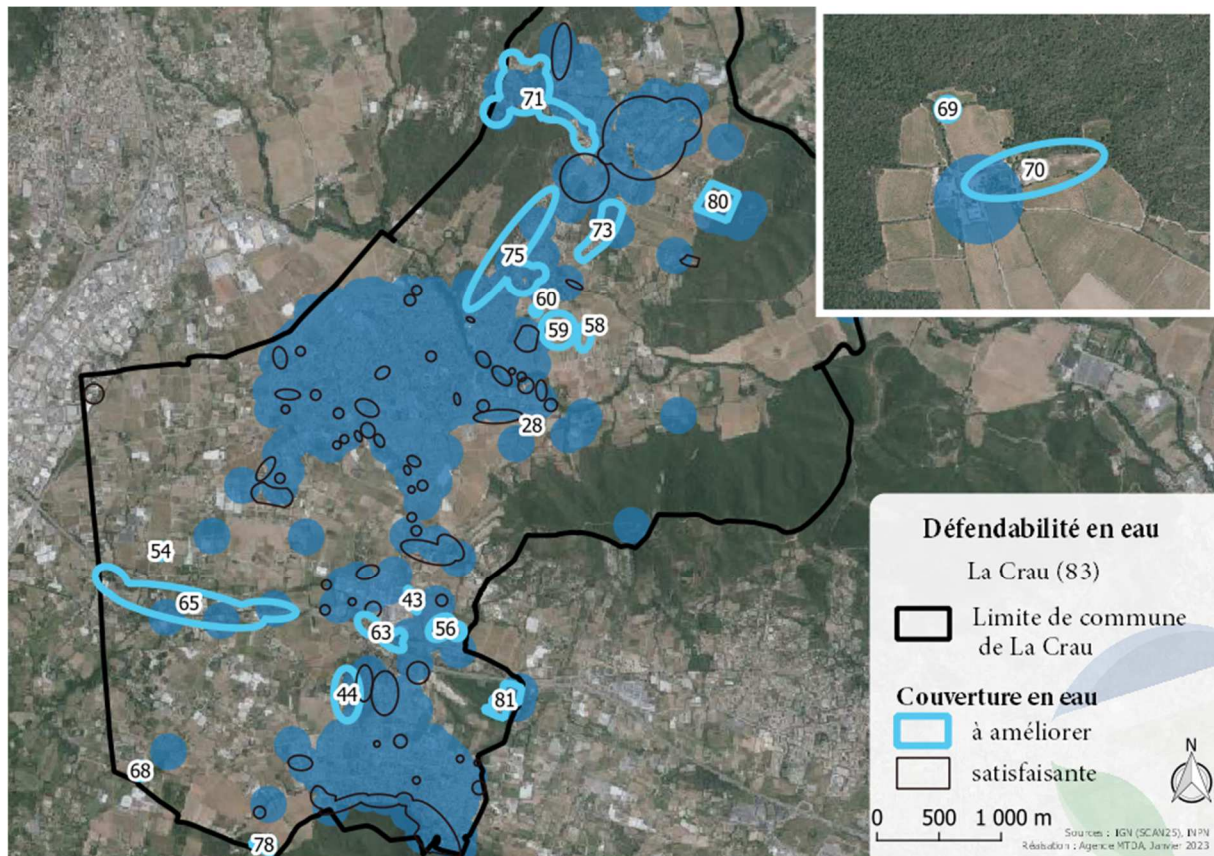 71
69
70
80
73
75
60
59
58
28
54
65
43
63
56
44
81
68
78
Défendabilité en eau
La Crau (83)
Limite de commune
de La Crau
Couverture en eau
à améliorer
satisfaisante
N
0 500 1 000 m
Sources : IGN (SCAN25), INPN
Réalisation : Agence MTDA, Janvier 2023